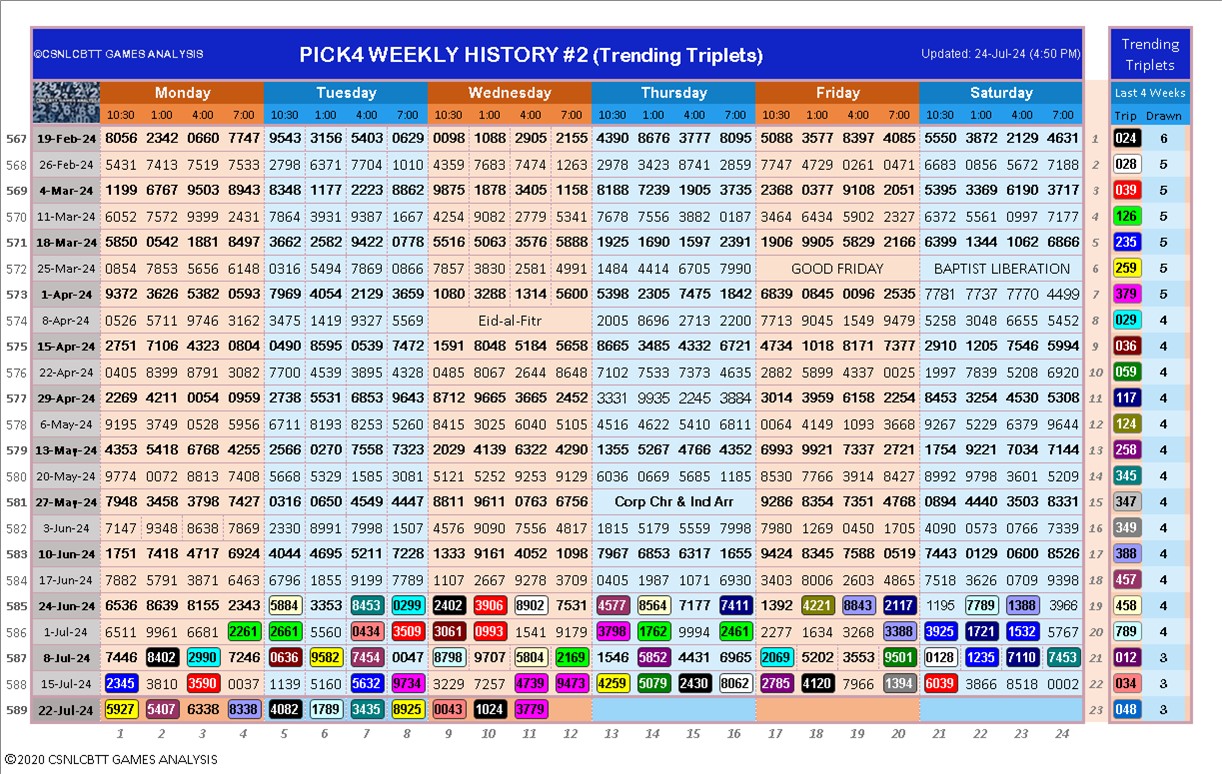 ©CSNLCBTT GAMES ANALYSIS PICK4 WEEKLY HISTORY #2 (Trending Triplets) Updated: 24-Jul-24 (4:50 PM) Trending Triplets
Monday Tuesday Wednesday Thursday Friday Saturday Last 4 Weeks
10:30 1:00 4:00 7:00 10:30 1:00 4:00 7:00 10:30 1:00 4:00 7:00 10:30 1:00 4:00 7:00 10:30 1:00 4:00 7:00 10:30 1:00 4:00 7:00 Trip Drawn
567 19-Feb-24 8056 2342 0660 7747 9543 3156 5403 0629 0098 1088 2905 2155 4390 8676 3777 8095 5088 3577 8397 4085 5550 3872 2129 4631 1 024 6
568 26-Feb-24 5431 7413 7519 7533 2798 6371 7704 1010 4359 7683 7474 1263 2978 3423 8741 2859 7747 4729 0261 0471 6683 0856 5672 7188 2 028 5
569 4-Mar-24 1199 6767 9503 8943 8348 1177 2223 8862 9875 1878 3405 1158 8188 7239 1905 3735 2368 0377 9108 2051 5395 3369 6190 3717 3 039 5
570 11-Mar-24 6052 7572 9399 2431 7864 3931 9387 1667 4254 9082 2779 5341 7678 7556 3882 0187 3464 6434 5902 2327 6372 5561 0997 7177 4 126 5
571 18-Mar-24 5850 0542 1881 8497 3662 2582 9422 0778 5516 5063 3576 5888 1925 1690 1597 2391 1906 9905 5829 2166 6399 1344 1062 6866 5 235 5
572 25-Mar-24 0854 7853 5656 6148 0316 5494 7869 0866 7857 3830 2581 4991 1484 4414 6705 7990 GOOD FRIDAY BAPTIST LIBERATION 6 259 5
573 1-Apr-24 9372 3626 5382 0593 7969 4054 2129 3659 1080 3288 1314 5600 5398 2305 7475 1842 6839 0845 0096 2535 7781 7737 7770 4499 7 379 5
574 8-Apr-24 0526 5711 9746 3162 3475 1419 9327 5569 Eid-al-Fitr 2005 8696 2713 2200 7713 9045 1549 9479 5258 3048 6655 5452 8 029 4
575 15-Apr-24 2751 7106 4323 0804 0490 8595 0539 7472 1591 8048 5184 5658 8665 3485 4332 6721 4734 1018 8171 7377 2910 1205 7546 5994 9 036 4
576 22-Apr-24 0405 8399 8791 3082 7700 4539 3895 4328 0485 8067 2644 8648 7102 7533 7373 4635 2882 5899 4337 0025 1997 7839 5208 6920 10 059 4
577 29-Apr-24 2269 4211 0054 0959 2738 5531 6853 9643 8712 9665 3665 2452 3331 9935 2245 3884 3014 3959 6158 2254 8453 3254 4530 5308 11 117 4
578 6-May-24 9195 3749 0528 5956 6711 8193 8253 5260 8415 3025 6040 5105 4516 4622 5410 6811 0064 4149 1093 3668 9267 5229 6379 9644 12 124 4
579 13-May-24 4353 5418 6768 4255 2566 0270 7558 7323 2029 4139 6322 4290 1355 5267 4766 4152 6993 9921 7337 2721 1754 9221 7034 7144 13 258 4
580 20-May-24 9774 0072 8813 7408 5668 5329 1585 3081 9121 5252 9253 9129 6036 0669 5685 1185 8530 7766 3914 8427 8992 9798 3601 5209 14 345 4
581 27-May-24 7948 3458 3798 7427 0316 0650 4549 4447 8811 9611 0763 6756 Corp Chr & Ind Arr 9286 8354 7351 4768 0894 4440 3503 8331 15 347 4
582 3-Jun-24 7147 9348 8638 7869 2330 8991 7998 1507 4576 9090 7556 4817 1815 5179 5559 7998 7980 1269 0450 1705 4090 0573 0766 7339 16 349 4
583 10-Jun-24 1751 7418 4717 6924 4044 4695 5211 7228 1333 9161 4052 1098 7967 6853 6317 1655 9424 8345 7588 0519 7443 0129 0600 8526 17 388 4
584 17-Jun-24 7882 5791 3871 6463 6796 1855 9199 7789 1107 2667 9278 3709 0405 1987 1071 6930 3403 8006 2603 4865 7518 3626 0709 9398 18 457 4
585 24-Jun-24 6536 8639 8155 2343 5884 3353 8453 0299 2402 3906 8902 7531 4577 8564 7177 7411 1392 4221 8843 2117 1195 7789 1388 3966 19 458 4
586 1-Jul-24 6511 9961 6681 2261 2661 5560 0434 3509 3061 0993 1541 9179 3798 1762 9994 2461 2277 1634 3268 3388 3925 1721 1532 5767 20 789 4
587 8-Jul-24 7446 8402 2990 7246 0636 9582 7454 0047 8798 9707 5804 2169 1546 5852 4431 6965 2069 5202 3553 9501 0128 1235 7110 7453 21 012 3
588 15-Jul-24 2345 3810 3590 0037 1139 5160 5632 9734 3229 7257 4739 9473 4259 5079 2430 8062 2785 4120 7966 1394 6039 3866 8518 0002 22 034 3
589 22-Jul-24 5927 5407 6338 8338 4082 1789 3435 8925 0043 1024 3779 23 048 3
1 2 3 4 5 6 7 8 9 10 11 12 13 14 15 16 17 18 19 20 21 22 23 24
©2020 CSNLCBTT GAMES ANALYSIS